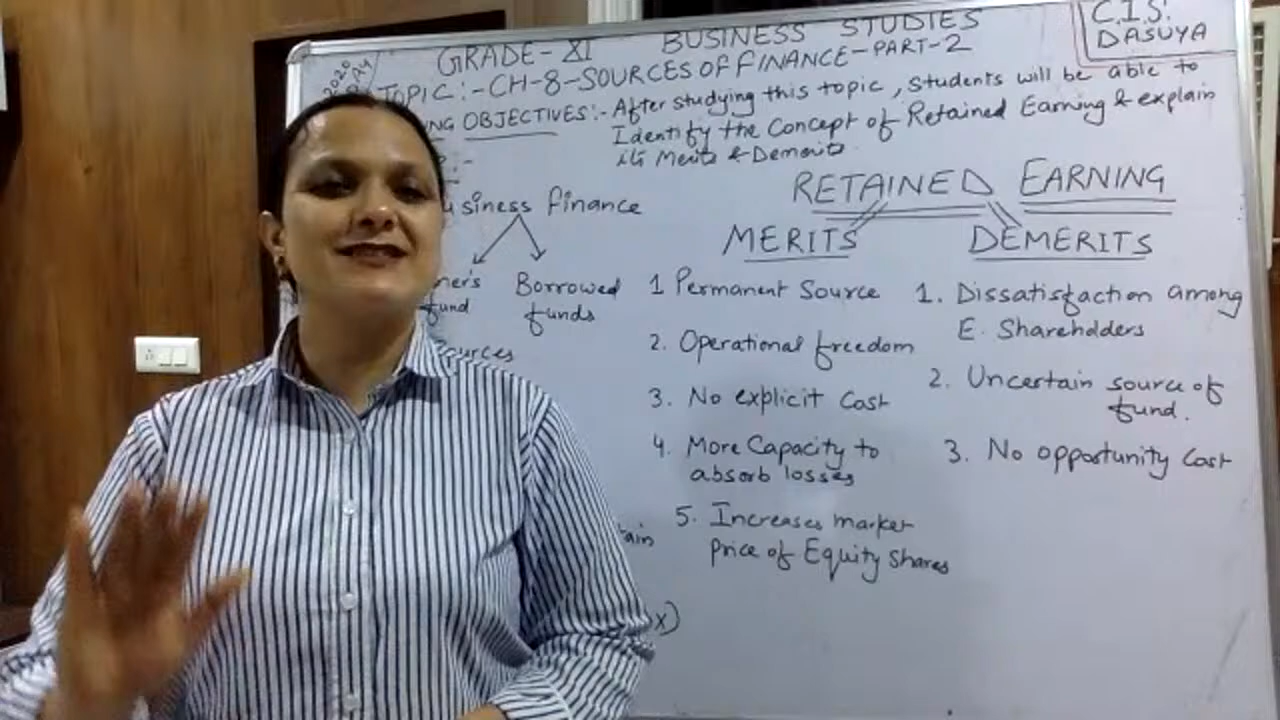 GRADE-XI BUSINESS STUDIES
C.I.S.
DASUYA
2020
TOPIC:- CH-8-SOURCES OF FINANCE-PART-2
OBJECTIVES:- After studying this topic, Students will be able to
Identify the Concept of Retained Earning & explain
its Merits & Demerits.
Finance
Borrowed
funds
fund
RETAINED EARNING
MERITS
1 Permanent Source
2. Operational freedom
3. No explicit Cost
4. More Capacity to
absorb losses
5. Increases market
Price of Equity Shares
DEMERITS
1. Dissatisfaction among
E. Shareholders
2. Uncertain source of
fund.
3. No opportunity Cost